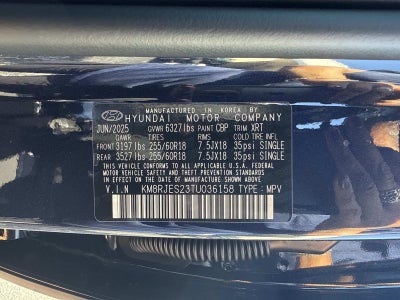 MANUFACTURED IN KOREA BY
HYUNDAI MOTOR COMPANY
JUN/2025 GVWR 6327lbs PAINT CBP TRIM XRT
GAWR TIRES RIMS COLD TIRE INFL
FRONT 3197lbs 255/60R18 7.5JX18 35psi SINGLE
REAR 3527lbs 255/60R18 7.5JX18 35psi SINGLE
THIS VEHICLE CONFORMS TO ALL APPLICABLE U.S. FEDERAL
MOTOR VEHICLE SAFETY AND THEFT PREVENTION STANDARDS
IN EFFECT ON THE DATE OF MANUFACTURE SHOWN ABOVE.
V.I.N KM8RJES23TU036158 TYPE: MPV